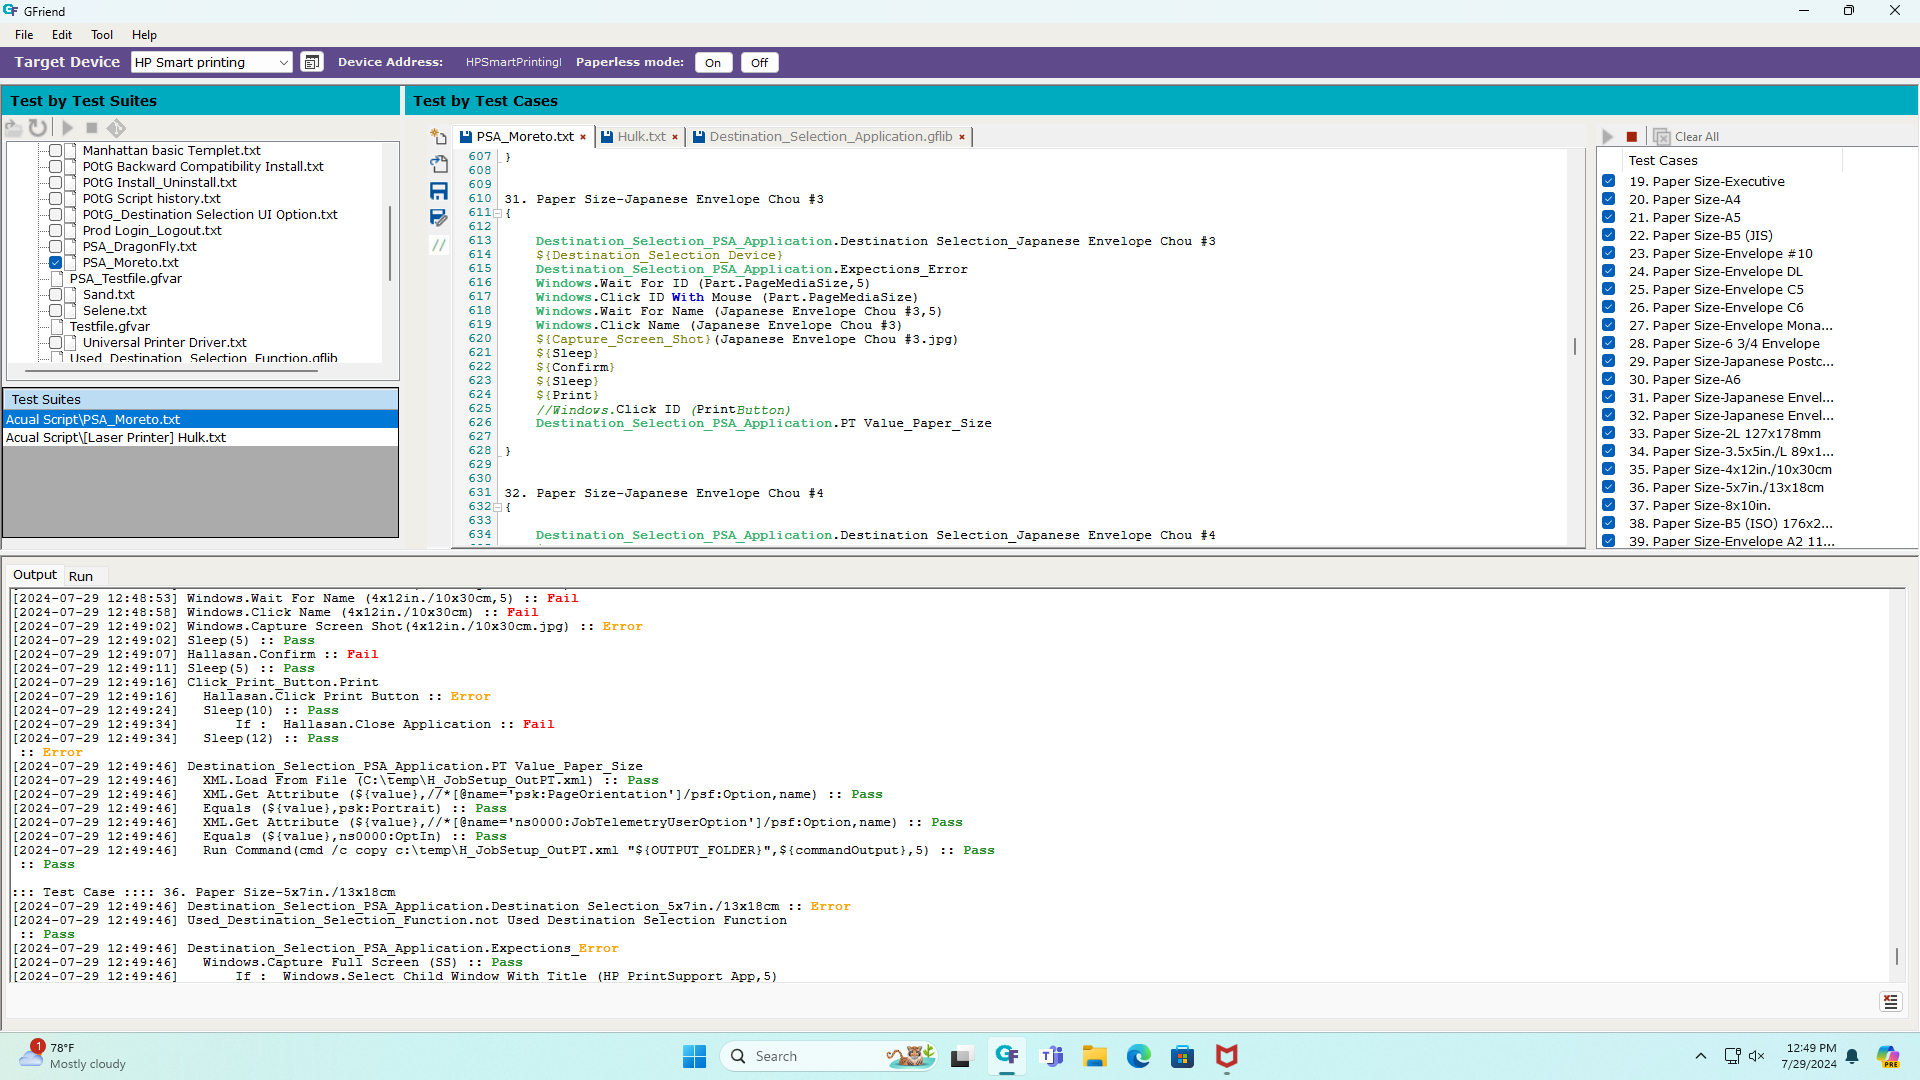 GFriend
File Edit Tool Help
Target Device HP Smart printing Device Address: HPSmartPrintingI Paperless mode: On Off
Test by Test Suites
Test by Test Cases
Manhattan basic Templet.txt
POtG Backward Compatibility Install.txt
POtG Install_Uninstall.txt
POtG Script history.txt
POtG_Destination Selection UI Option.txt
Prod Login_Logout.txt
PSA_DragonFly.txt
PSA_Moreto.txt
PSA_Testfile.gfvar
Sand.txt
Selene.txt
Testfile.gfvar
Universal Printer Driver.txt
Used_Destination_Selection_Function.gflib
Test Suites
Acual Script\PSA_Moreto.txt
Acual Script\[Laser Printer] Hulk.txt
PSA_Moreto.txt × Hulk.txt × Destination_Selection_Application.gflib ×
607 }
608
609
610 31. Paper Size-Japanese Envelope Chou #3
611 {
612
613 Destination_Selection_PSA_Application.Destination Selection_Japanese Envelope Chou #3
614 ${Destination_Selection_Device}
615 Destination_Selection_PSA_Application.Expections_Error
616 Windows.Wait For ID (Part.PageMediaSize,5)
617 Windows.Click ID With Mouse (Part.PageMediaSize)
618 Windows.Wait For Name (Japanese Envelope Chou #3,5)
619 Windows.Click Name (Japanese Envelope Chou #3)
620 ${Capture_Screen_Shot}(Japanese Envelope Chou #3.jpg)
621 ${Sleep}
622 ${Confirm}
623 ${Sleep}
624 ${Print}
625 //Windows.Click ID (PrintButton)
626 Destination_Selection_PSA_Application.PT Value_Paper_Size
627
628 }
629
630
631 32. Paper Size-Japanese Envelope Chou #4
632 {
633
634 Destination_Selection_PSA_Application.Destination Selection_Japanese Envelope Chou #4
//
Clear All
Test Cases
19. Paper Size-Executive
20. Paper Size-A4
21. Paper Size-A5
22. Paper Size-B5 (JIS)
23. Paper Size-Envelope #10
24. Paper Size-Envelope DL
25. Paper Size-Envelope C5
26. Paper Size-Envelope C6
27. Paper Size-Envelope Mona...
28. Paper Size-6 3/4 Envelope
29. Paper Size-Japanese Postc...
30. Paper Size-A6
31. Paper Size-Japanese Envel...
32. Paper Size-Japanese Envel...
33. Paper Size-2L 127x178mm
34. Paper Size-3.5x5in./L 89x1...
35. Paper Size-4x12in./10x30cm
36. Paper Size-5x7in./13x18cm
37. Paper Size-8x10in.
38. Paper Size-B5 (ISO) 176x2...
39. Paper Size-Envelope A2 11...
Output Run
[2024-07-29 12:48:53] Windows.Wait For Name (4x12in./10x30cm,5) :: Fail
[2024-07-29 12:48:58] Windows.Click Name (4x12in./10x30cm) :: Fail
[2024-07-29 12:49:02] Windows.Capture Screen Shot(4x12in./10x30cm.jpg) :: Error
[2024-07-29 12:49:02] Sleep(5) :: Pass
[2024-07-29 12:49:07] Hallasan.Confirm :: Fail
[2024-07-29 12:49:11] Sleep(5) :: Pass
[2024-07-29 12:49:16] Click_Print_Button.Print
[2024-07-29 12:49:16] Hallasan.Click Print Button :: Error
[2024-07-29 12:49:24] Sleep(10) :: Pass
[2024-07-29 12:49:34] If : Hallasan.Close Application :: Fail
[2024-07-29 12:49:34] Sleep(12) :: Pass
:: Error
[2024-07-29 12:49:46] Destination_Selection_PSA_Application.PT Value_Paper_Size
[2024-07-29 12:49:46] XML.Load From File (C:\temp\H_JobSetup_OutPT.xml) :: Pass
[2024-07-29 12:49:46] XML.Get Attribute (${value},//*[@name='psk:PageOrientation']/psf:Option,name) :: Pass
[2024-07-29 12:49:46] Equals (${value},psk:Portrait) :: Pass
[2024-07-29 12:49:46] XML.Get Attribute (${value},//*[@name='ns0000:JobTelemetryUserOption']/psf:Option,name) :: Pass
[2024-07-29 12:49:46] Equals (${value},ns0000:OptIn) :: Pass
[2024-07-29 12:49:46] Run Command(cmd /c copy c:\temp\H_JobSetup_OutPT.xml "${OUTPUT_FOLDER}",${commandOutput},5) :: Pass
:: Pass
::: Test Case :::: 36. Paper Size-5x7in./13x18cm
[2024-07-29 12:49:46] Destination_Selection_PSA_Application.Destination Selection_5x7in./13x18cm :: Error
[2024-07-29 12:49:46] Used_Destination_Selection_Function.not Used Destination Selection Function
:: Pass
[2024-07-29 12:49:46] Destination_Selection_PSA_Application.Expections_Error
[2024-07-29 12:49:46] Windows.Capture Full Screen (SS) :: Pass
[2024-07-29 12:49:46] If : Windows.Select Child Window With Title (HP PrintSupport App,5)
1
78°F
Mostly cloudy
Search
PRE
12:49 PM
7/29/2024